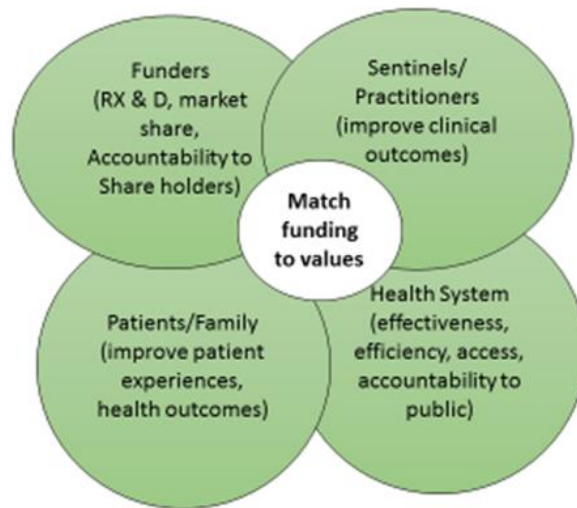 Funders
(RX & D, market
share,
Accountability to
Share holders)
Sentinels/
Practitioners
(improve clinical
outcomes)
Match
funding
to values
Patients/Family
(improve patient
experiences,
health outcomes)
Health System
(effectiveness,
efficiency, access,
accountability to
public)